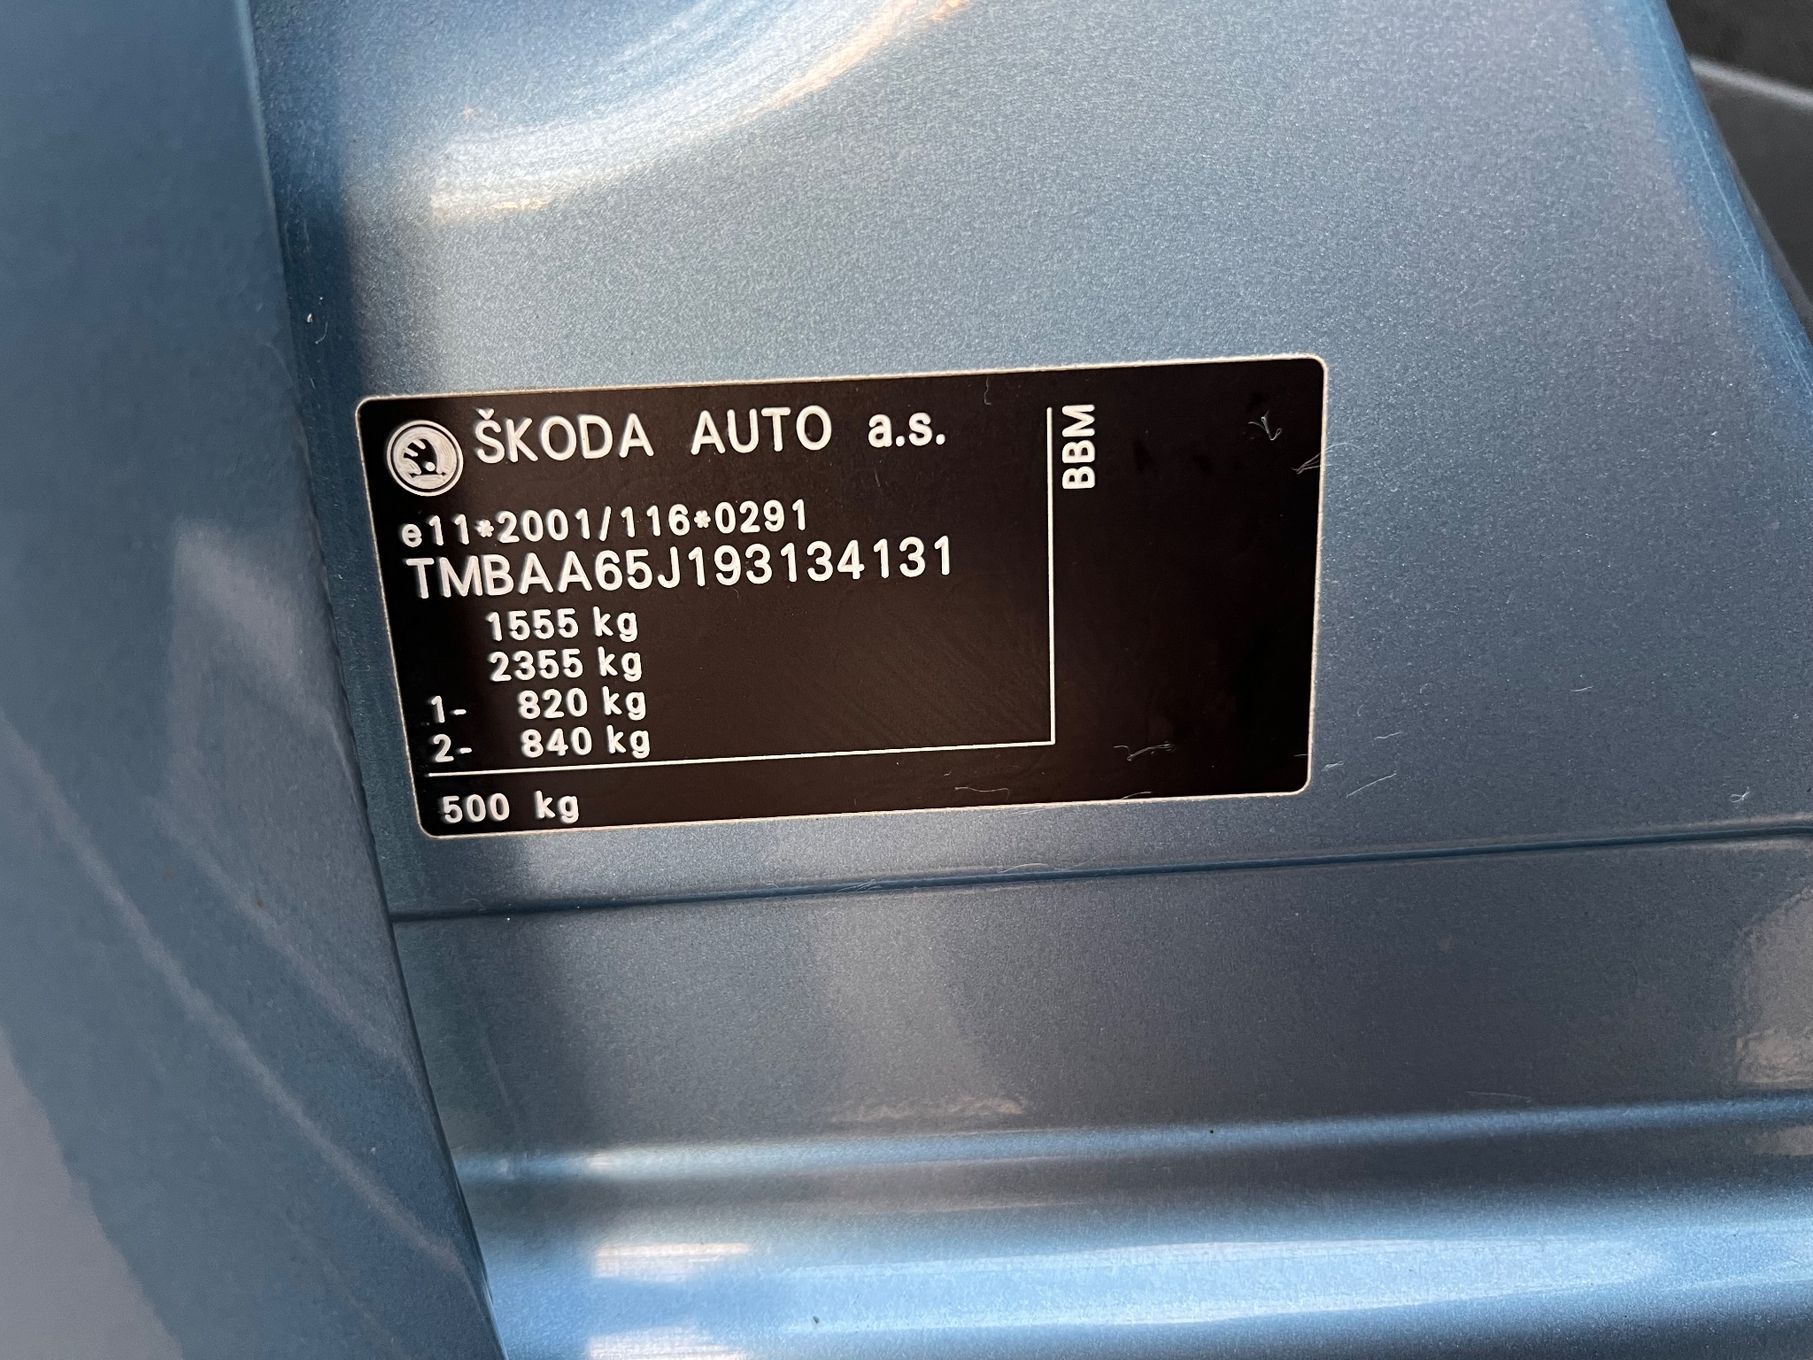 ŠKODA AUTO a.s.
e11*2001/116*0291
TMBAA65J193134131
1555 kg
2355 kg
1- 820 kg
2- 840 kg
500 kg
BBM